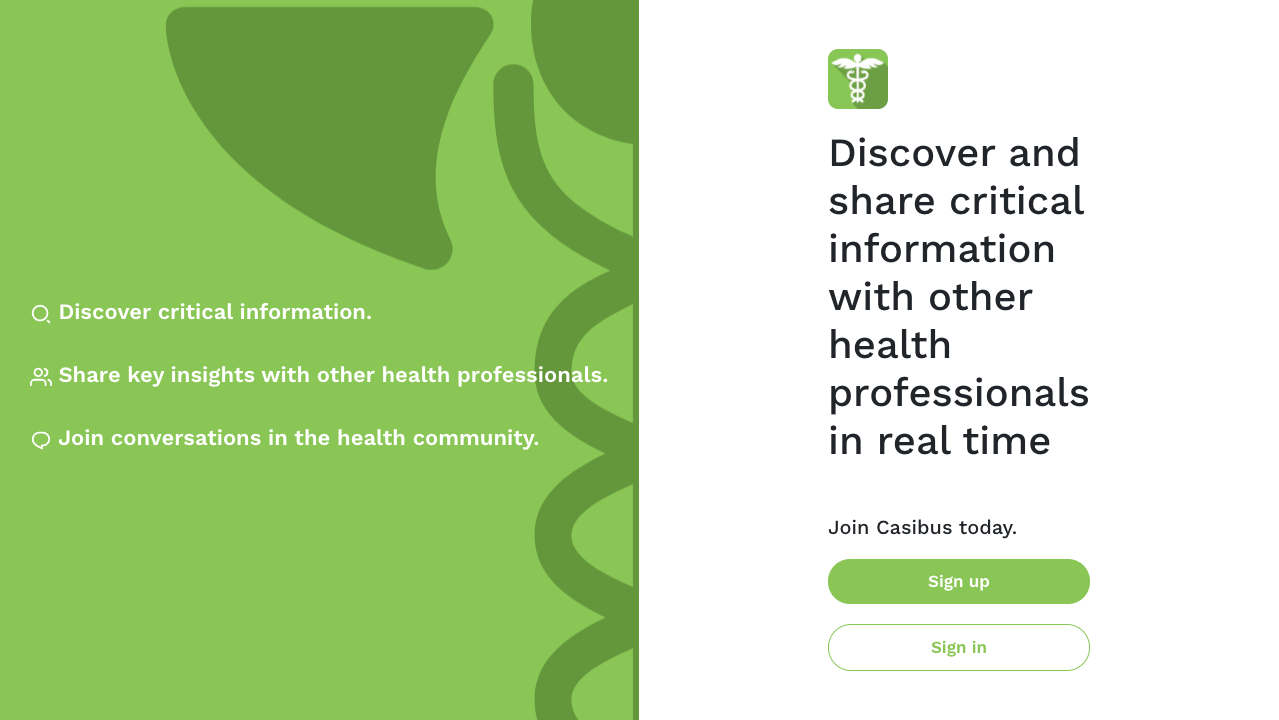 Discover critical information.
Share key insights with other health professionals.
Join conversations in the health community.
Discover and
share critical
information
with other
health
professionals
in real time
Join Casibus today.
Sign up
Sign in